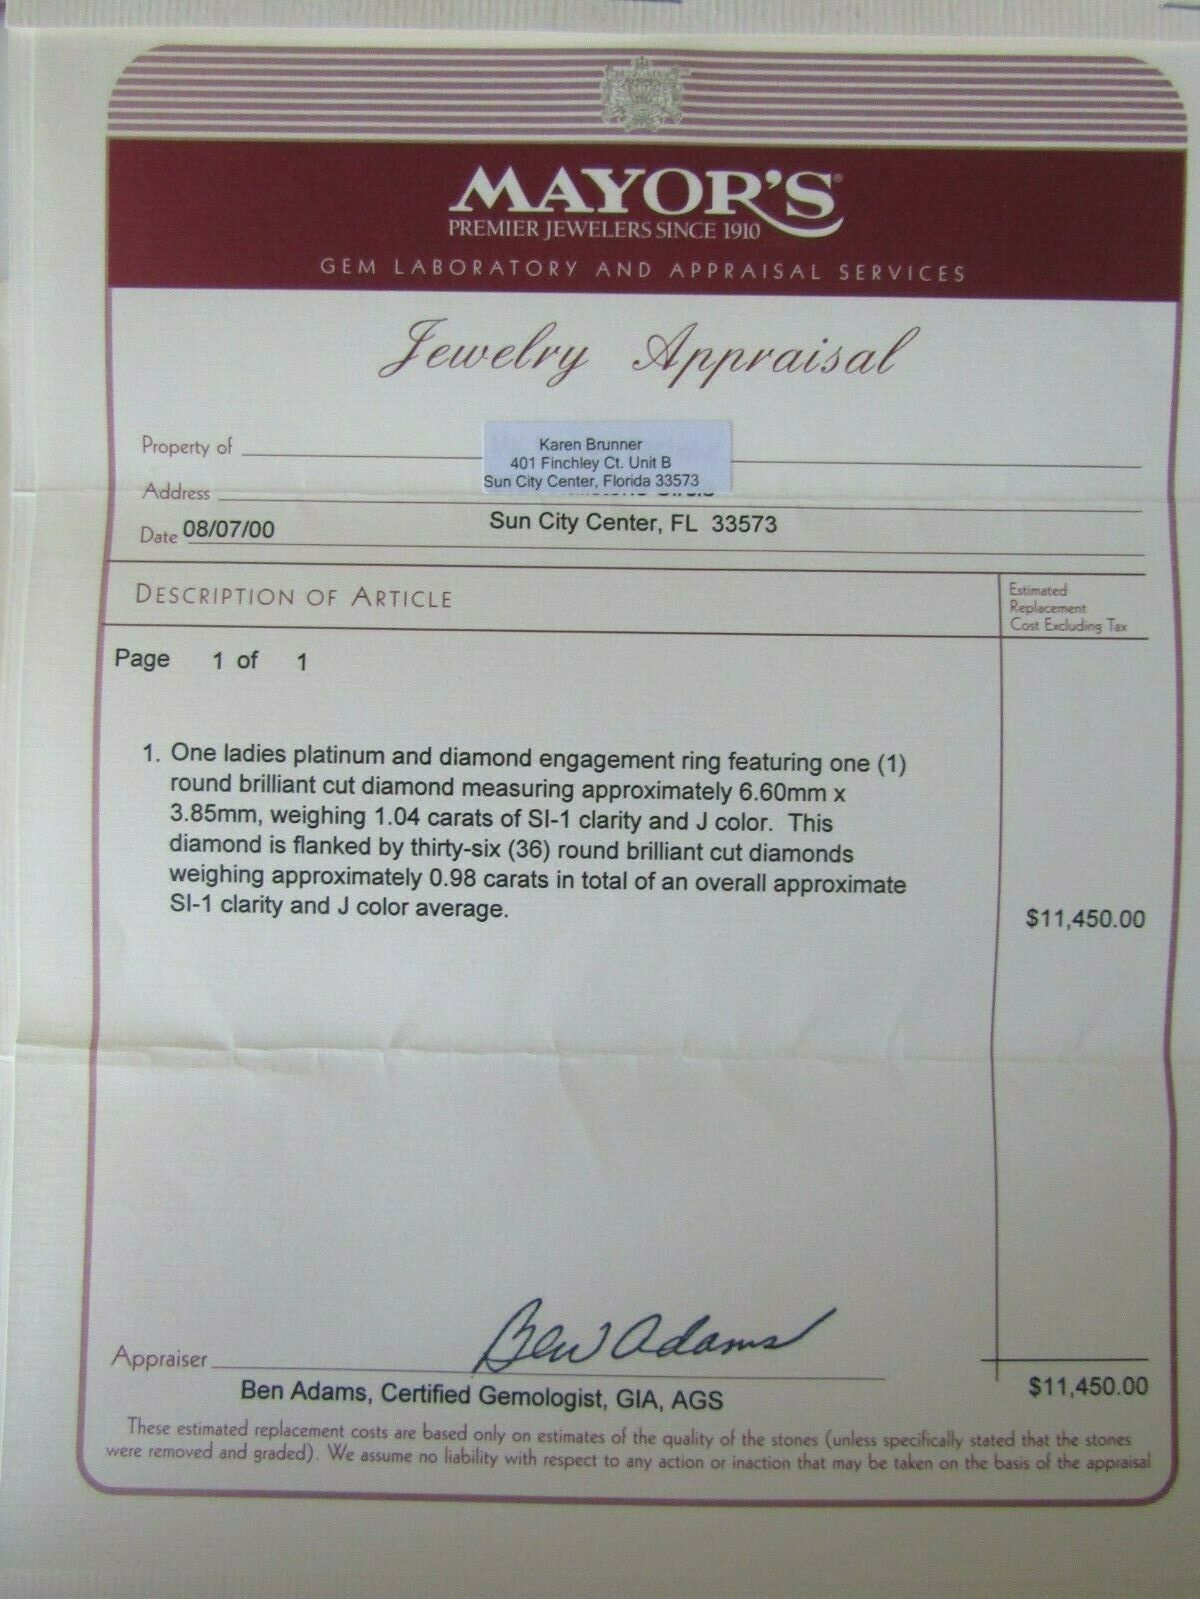 MAYOR'S®
PREMIER JEWELERS SINCE 1910
GEM LABORATORY AND APPRAISAL SERVICES
Jewelry Appraisal
Property of
Karen Brunner
401 Finchley Ct. Unit B
Sun City Center, Florida 33573
Address
Date 08/07/00 Sun City Center, FL 33573
DESCRIPTION OF ARTICLE
Estimated
Replacement
Cost Excluding Tax
Page 1 of 1
1. One ladies platinum and diamond engagement ring featuring one (1)
round brilliant cut diamond measuring approximately 6.60mm x
3.85mm, weighing 1.04 carats of SI-1 clarity and J color. This
diamond is flanked by thirty-six (36) round brilliant cut diamonds
weighing approximately 0.98 carats in total of an overall approximate
SI-1 clarity and J color average.
$11,450.00
Ben Adams
Appraiser
Ben Adams, Certified Gemologist, GIA, AGS
$11,450.00
These estimated replacement costs are based only on estimates of the quality of the stones (unless specifically stated that the stones
were removed and graded). We assume no liability with respect to any action or inaction that may be taken on the basis of the appraisal